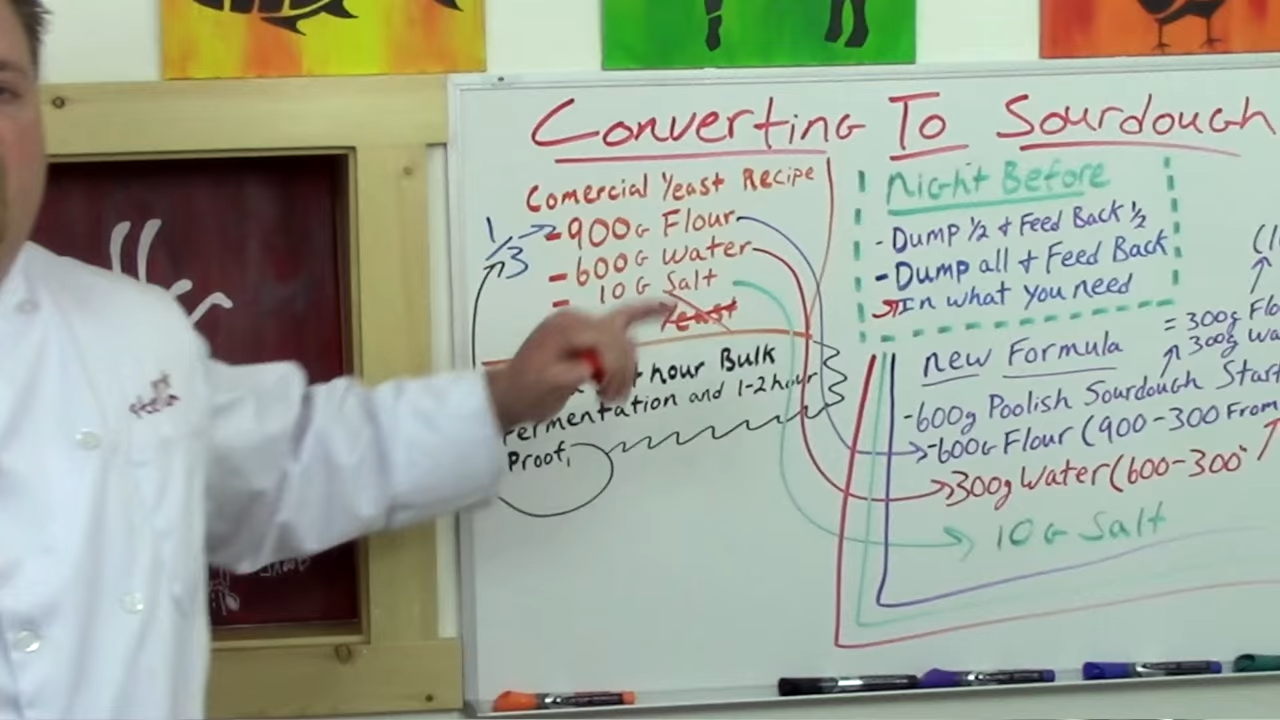 Converting To Sourdough
Comercial Yeast Recipe
1/3
- 900G Flour
- 600G Water
- 10G Salt
Yeast
hour Bulk
Fermentation and 1-2 hour
Proof,
Night Before
- Dump 1/2 + Feed Back 1/2
- Dump all + Feed Back
In what you need
New Formula
= 300g Flo
300g Wa
- 600g Poolish Sourdough Start
- 600G Flour (900-300 From
300g Water (600-300
10G Salt